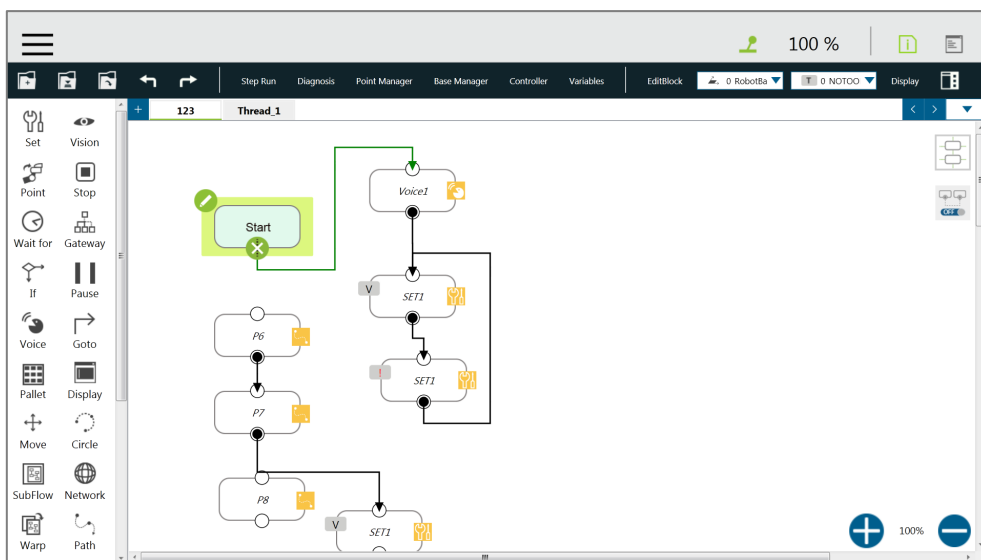 100 %
Step Run Diagnosis Point Manager Base Manager Controller Variables EditBlock 0 RobotBa T 0 NOTOO Display
+ 123 Thread_1
Set Vision
Point Stop
Wait for Gateway
If Pause
Voice Goto
Pallet Display
Move Circle
SubFlow Network
Warp Path
Voice1
Start
V SET1
P6
! SET1
P7
P8
V SET1
OFF
100%